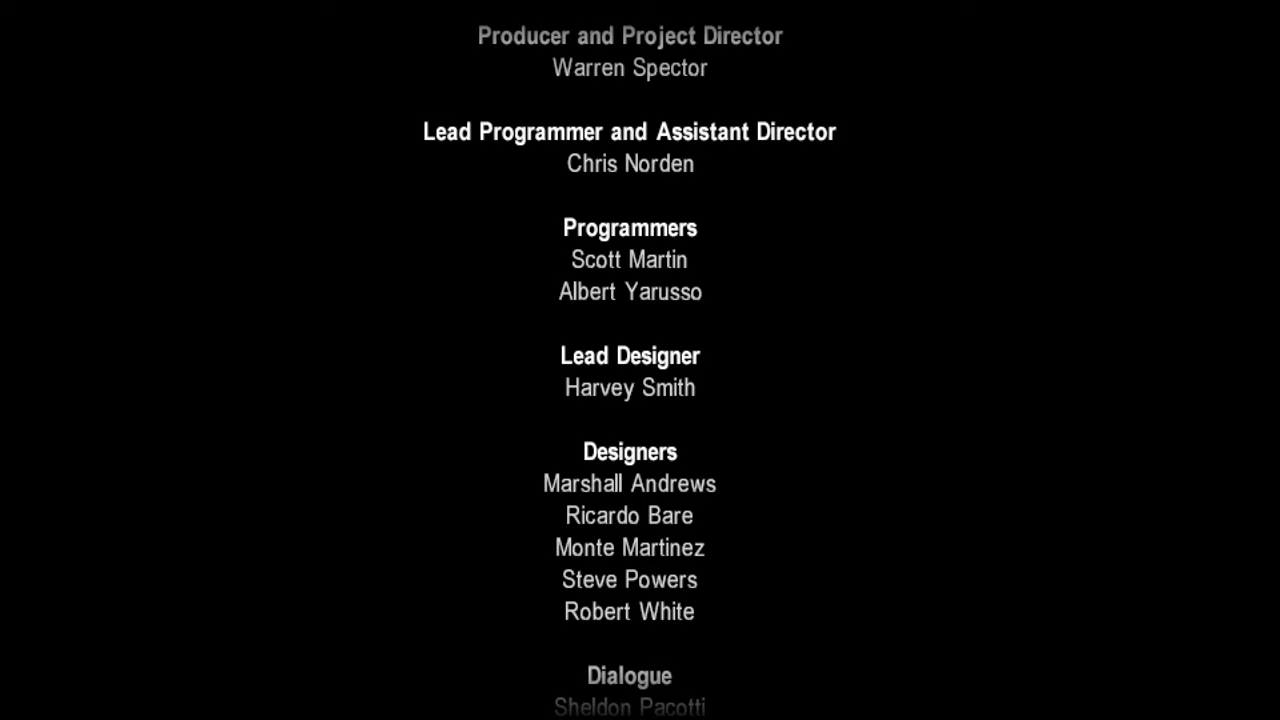 Producer and Project Director
Warren Spector
Lead Programmer and Assistant Director
Chris Norden
Programmers
Scott Martin
Albert Yarusso
Lead Designer
Harvey Smith
Designers
Marshall Andrews
Ricardo Bare
Monte Martinez
Steve Powers
Robert White
Dialogue
Sheldon Pacotti